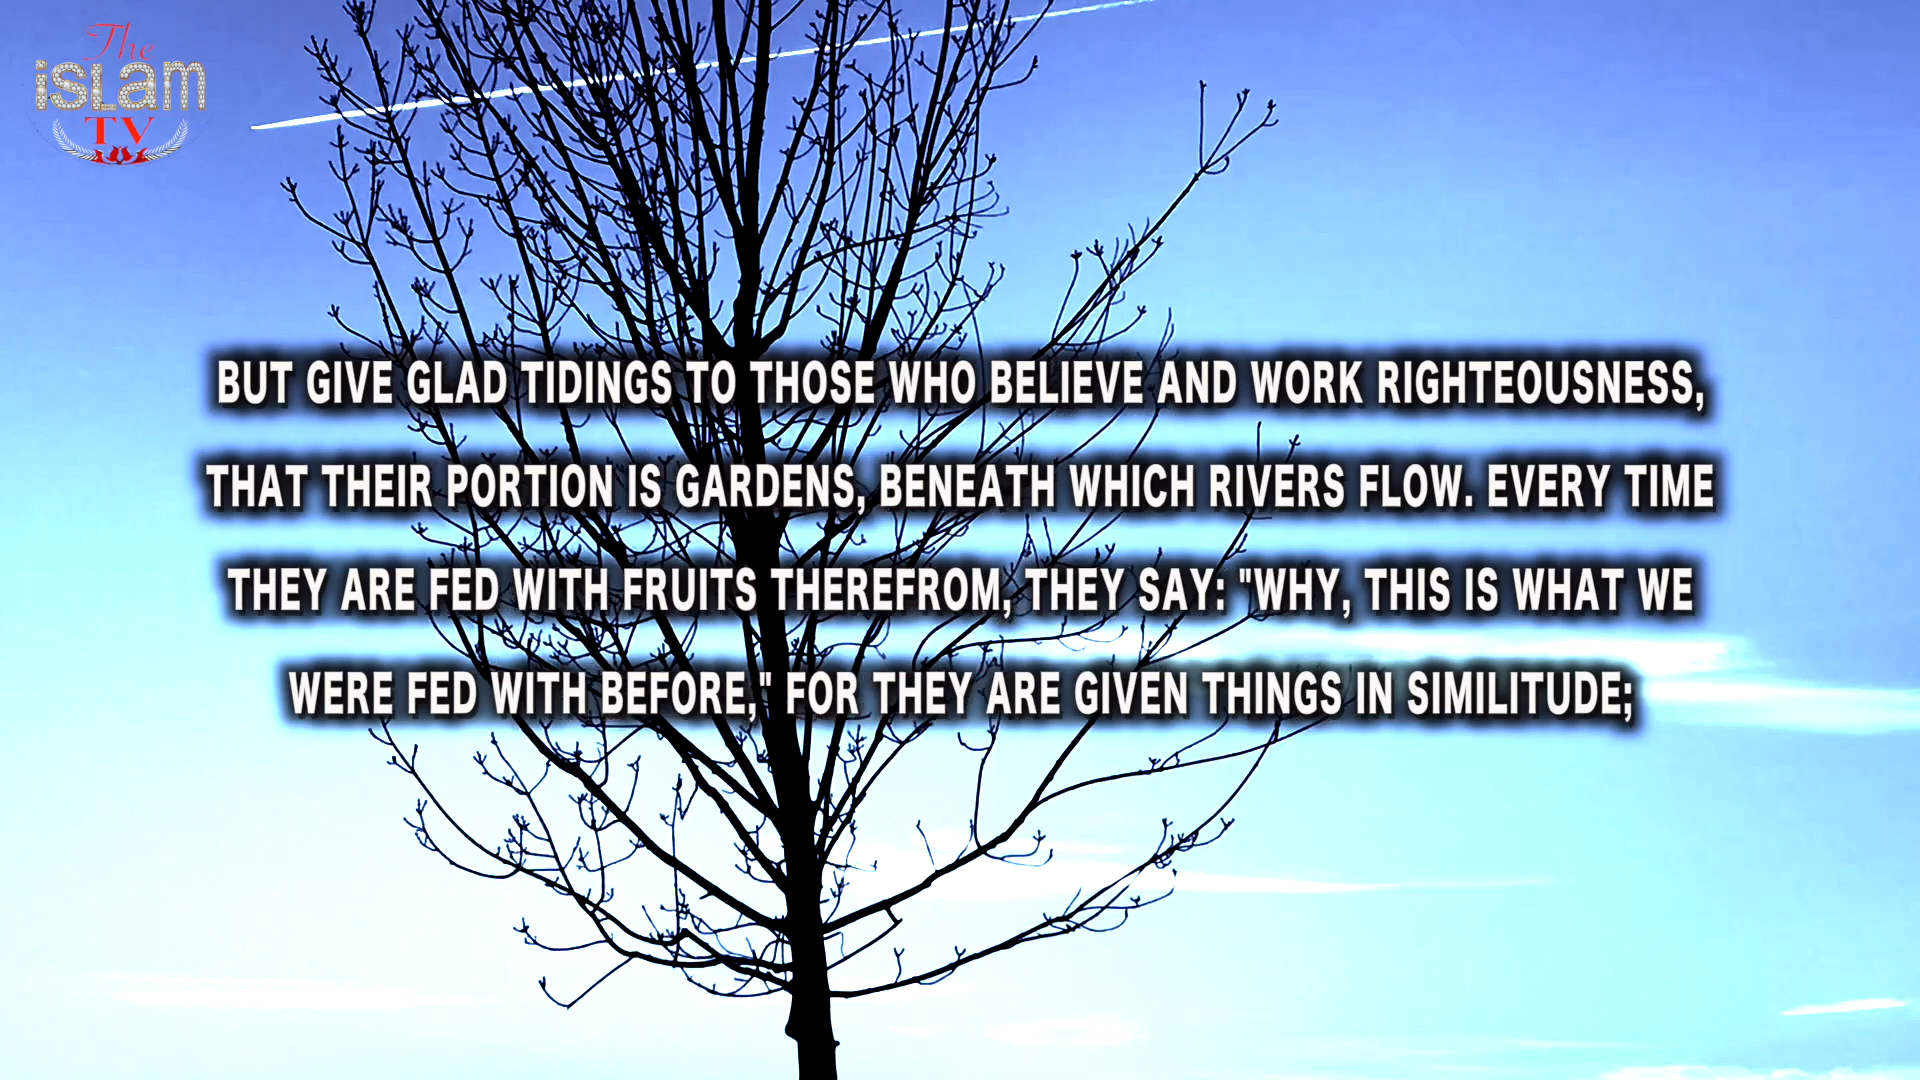 The
iSLam
TV
BUT GIVE GLAD TIDINGS TO THOSE WHO BELIEVE AND WORK RIGHTEOUSNESS,
THAT THEIR PORTION IS GARDENS, BENEATH WHICH RIVERS FLOW. EVERY TIME
THEY ARE FED WITH FRUITS THEREFROM, THEY SAY: "WHY, THIS IS WHAT WE
WERE FED WITH BEFORE," FOR THEY ARE GIVEN THINGS IN SIMILITUDE;